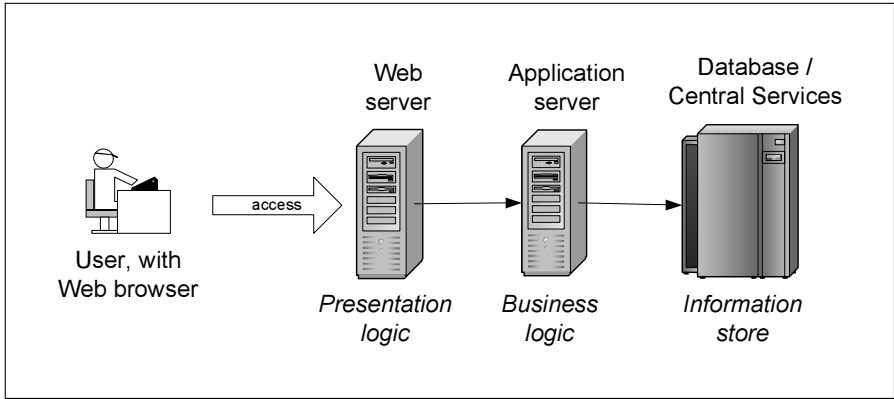 Web
server
Application
server
Database /
Central Services
access
User, with
Web browser
Presentation
logic
Business
logic
Information
store